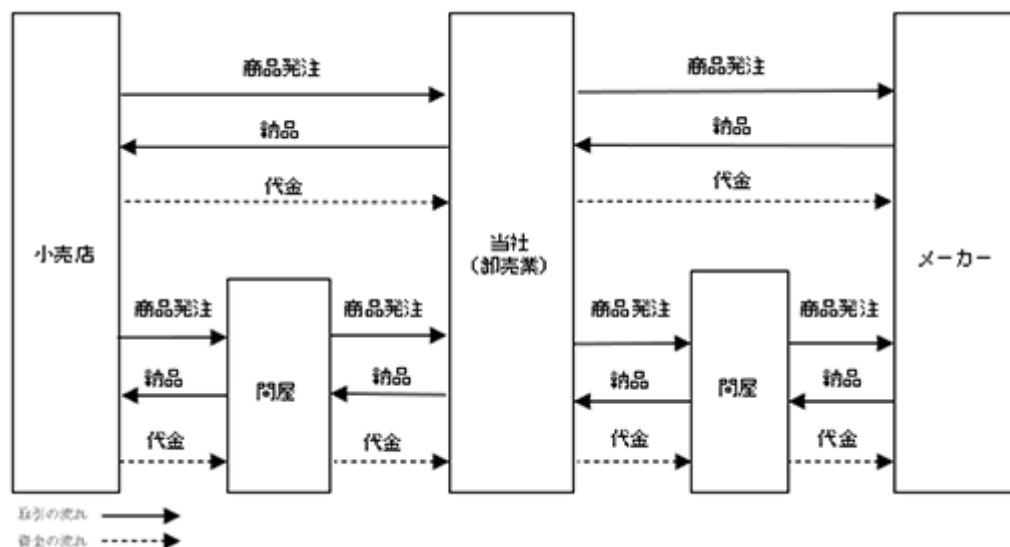 商品発注
商品発注
納品
納品
代金
代金
小売店
当社
(卸売業)
メーカー
商品発注
商品発注
商品発注
商品発注
納品
納品
納品
納品
問屋
問屋
代金
代金
代金
代金
取引の流れ
資金の流れ